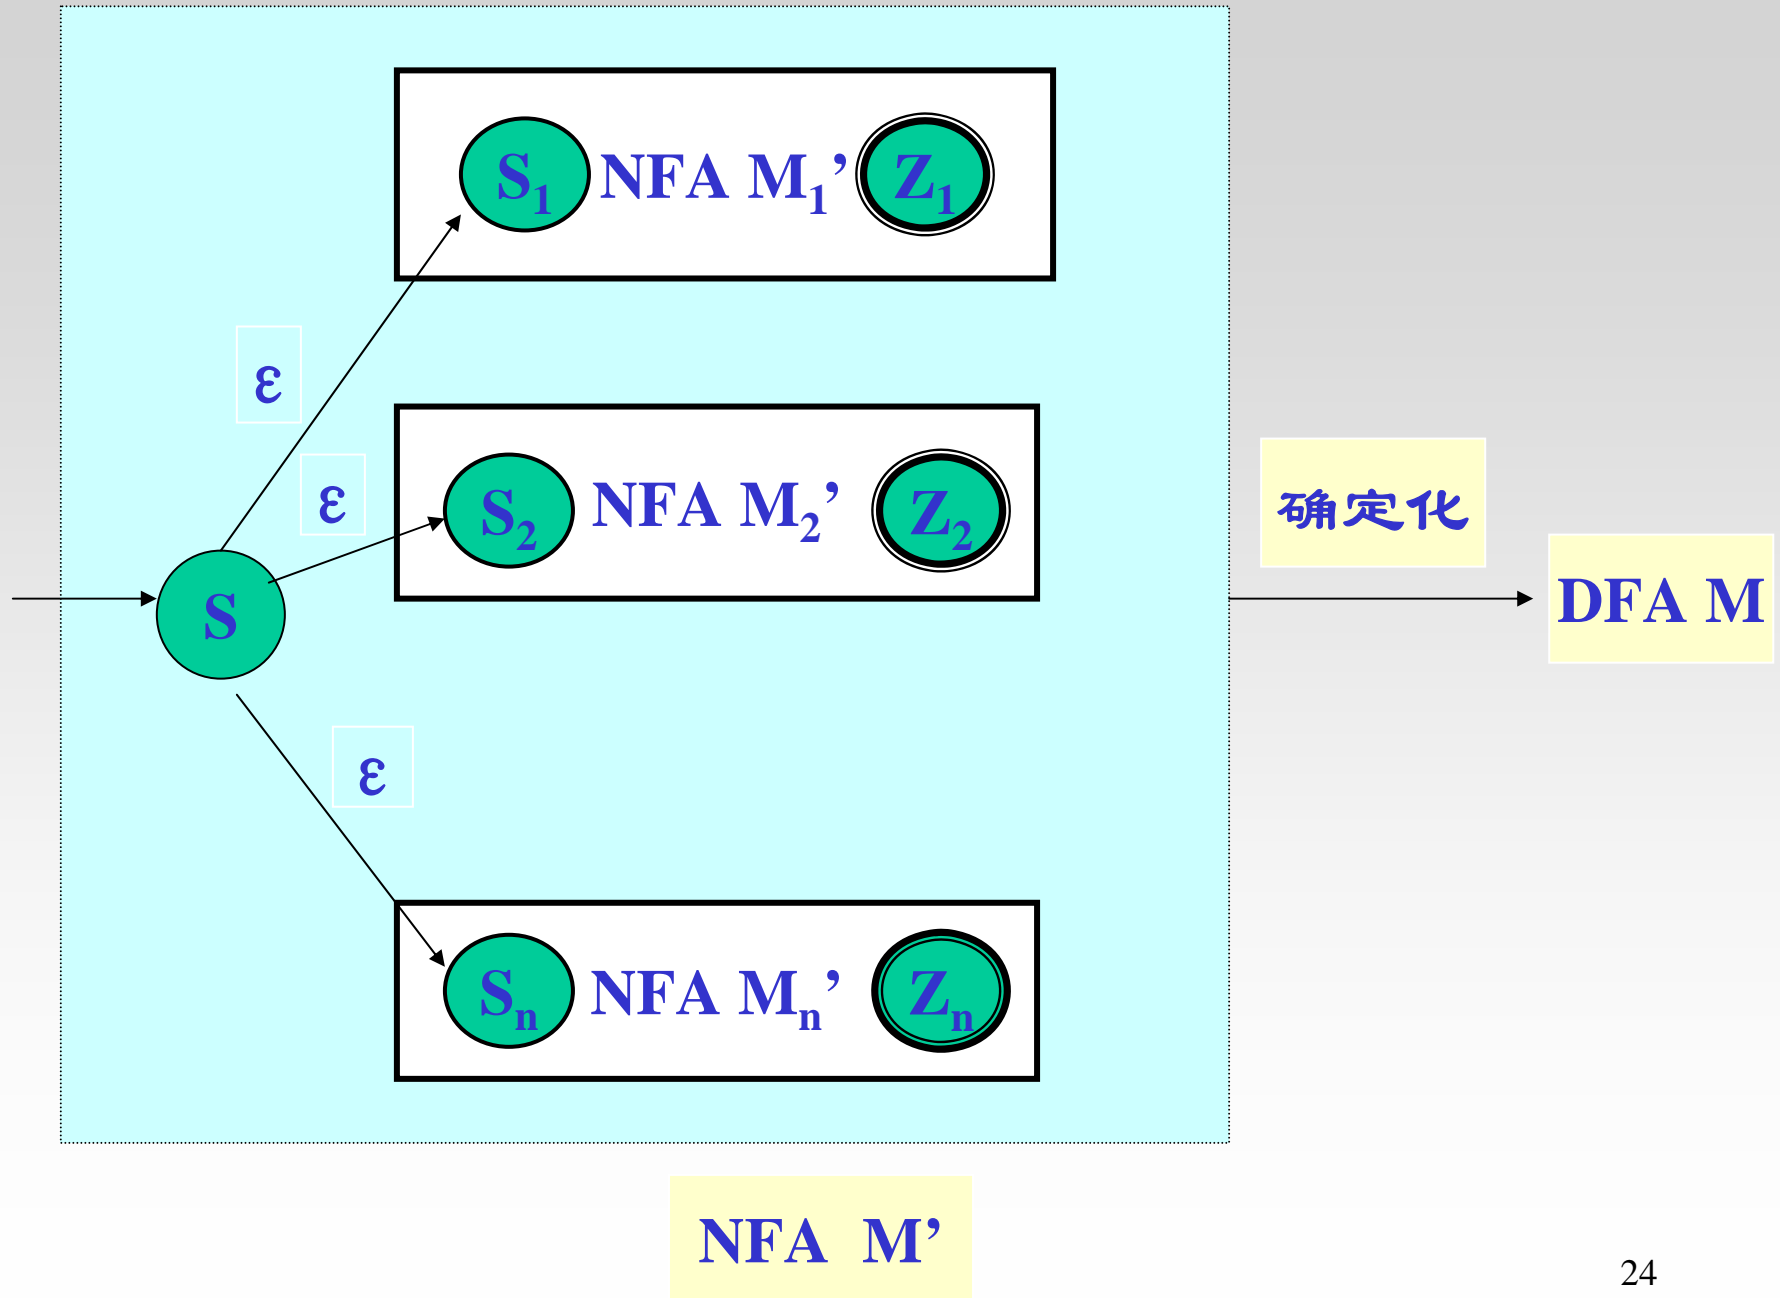 S₁ NFA M₁’ Z₁
ε
S₂ NFA M₂’ Z₂
ε
确定化
S
DFA M
ε
Sₙ NFA Mₙ’ Zₙ
NFA M’
24